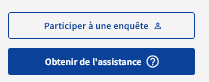 Participer à une enquête
Obtenir de l'assistance